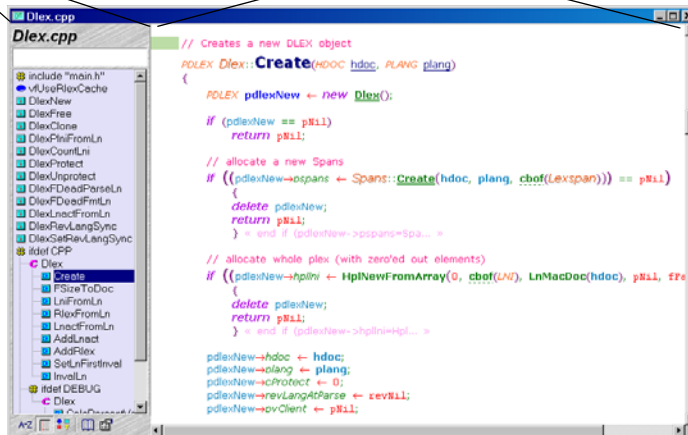 Dlex.cpp
Dlex.cpp
# include "main.h"
vfUseRlexCache
DlexNew
DlexFree
DlexClone
DlexPlniFromLn
DlexCountLni
DlexProtect
DlexUnprotect
DlexFDeadParseLn
DlexFDeadFmtLn
DlexLnactFromLn
DlexRevLangSync
DlexSetRevLangSync
ifdef CPP
Dlex
Create
FSizeToDoc
LniFromLn
RlexFromLn
LnactFromLn
AddLnact
AddRlex
SetLnFirstInval
InvalLn
ifdef DEBUG
Dlex
A-Z
// Creates a new DLEX object
PDLEX Dlex::Create(HDOC hdoc, PLANG plang)
{
PDLEX pdlexNew ← new Dlex();
if (pdlexNew == pNil)
return pNil;
// allocate a new Spans
if ((pdlexNew→pspans ← Spans::Create(hdoc, plang, cbof(Lexspan))) == pNil)
{
delete pdlexNew;
return pNil;
} « end if (pdlexNew->pspans=Spa... »
// allocate whole plex (with zero'ed out elements)
if ((pdlexNew→hplni ← HplNewFromArray(0, cbof(LNI), LnMacDoc(hdoc), pNil, fFe
{
delete pdlexNew;
return pNil;
} « end if (pdlexNew->hplni=Hpl... »
pdlexNew→hdoc ← hdoc;
pdlexNew→plang ← plang;
pdlexNew→cProtect ← 0;
pdlexNew→revLangAtParse ← revNil;
pdlexNew→pvClient ← pNil;